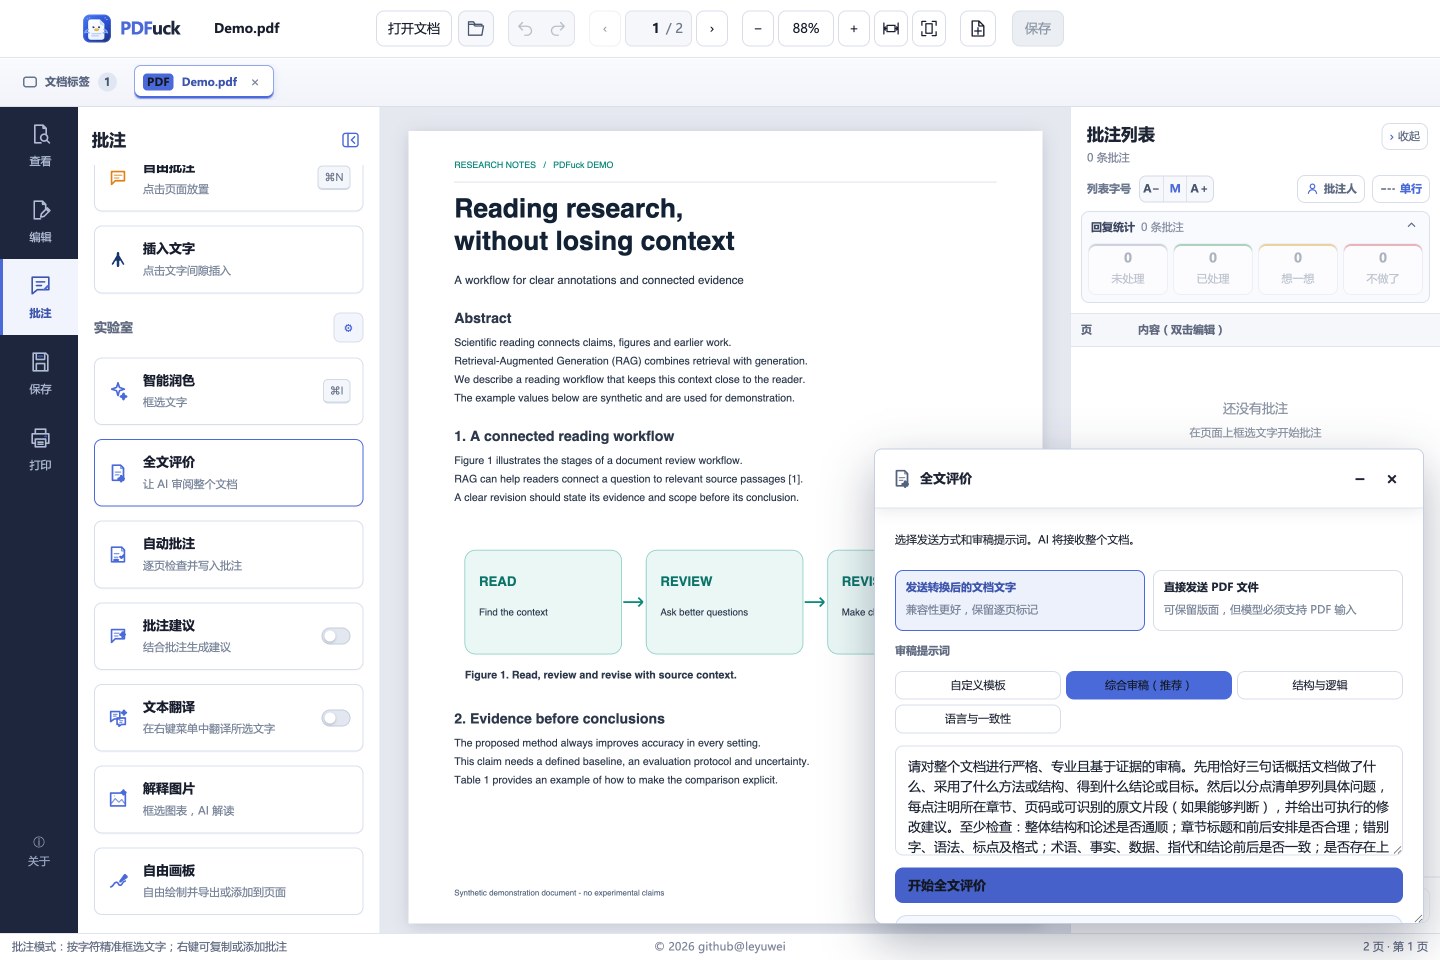 PDFuck
Demo.pdf
打开文档
‹
1 / 2
›
−
88%
+
保存
文档标签 1
PDF Demo.pdf ×
查看
编辑
批注
保存
打印
关于
批注
自由批注
点击页面放置
⌘N
插入文字
点击文字间隙插入
实验室
智能润色
框选文字
⌘I
全文评价
让 AI 审阅整个文档
自动批注
逐页检查并写入批注
批注建议
结合批注生成建议
文本翻译
在右键菜单中翻译所选文字
解释图片
框选图表，AI 解读
自由画板
自由绘制并导出或添加到页面
RESEARCH NOTES / PDFuck DEMO
Reading research,
without losing context
A workflow for clear annotations and connected evidence
Abstract
Scientific reading connects claims, figures and earlier work.
Retrieval-Augmented Generation (RAG) combines retrieval with generation.
We describe a reading workflow that keeps this context close to the reader.
The example values below are synthetic and are used for demonstration.
1. A connected reading workflow
Figure 1 illustrates the stages of a document review workflow.
RAG can help readers connect a question to relevant source passages [1].
A clear revision should state its evidence and scope before its conclusion.
READ
Find the context
REVIEW
Ask better questions
REVIS
Make c
Figure 1. Read, review and revise with source context.
2. Evidence before conclusions
The proposed method always improves accuracy in every setting.
This claim needs a defined baseline, an evaluation protocol and uncertainty.
Table 1 provides an example of how to make the comparison explicit.
Synthetic demonstration document - no experimental claims
批注列表
› 收起
0 条批注
列表字号 A− M A+
批注人
--- 单行
回复统计 0 条批注
0 未处理
0 已处理
0 想一想
0 不做了
页 内容（双击编辑）
还没有批注
在页面上框选文字开始批注
全文评价
− ×
选择发送方式和审稿提示词。AI 将接收整个文档。
发送转换后的文档文字
兼容性更好，保留逐页标记
直接发送 PDF 文件
可保留版面，但模型必须支持 PDF 输入
审稿提示词
自定义模板
综合审稿（推荐）
结构与逻辑
语言与一致性
请对整个文档进行严格、专业且基于证据的审稿。先用恰好三句话概括文档做了什
么、采用了什么方法或结构、得到什么结论或目标。然后以分点清单罗列具体问题，
每点注明所在章节、页码或可识别的原文片段（如果能够判断），并给出可执行的修
改建议。至少检查：整体结构和论述是否通顺；章节标题和前后安排是否合理；错别
字、语法、标点及格式；术语、事实、数据、指代和结论前后是否一致；是否存在上
开始全文评价
批注模式：按字符精准框选文字；右键可复制或添加批注
© 2026 github@leyuwei
2 页 · 第 1 页